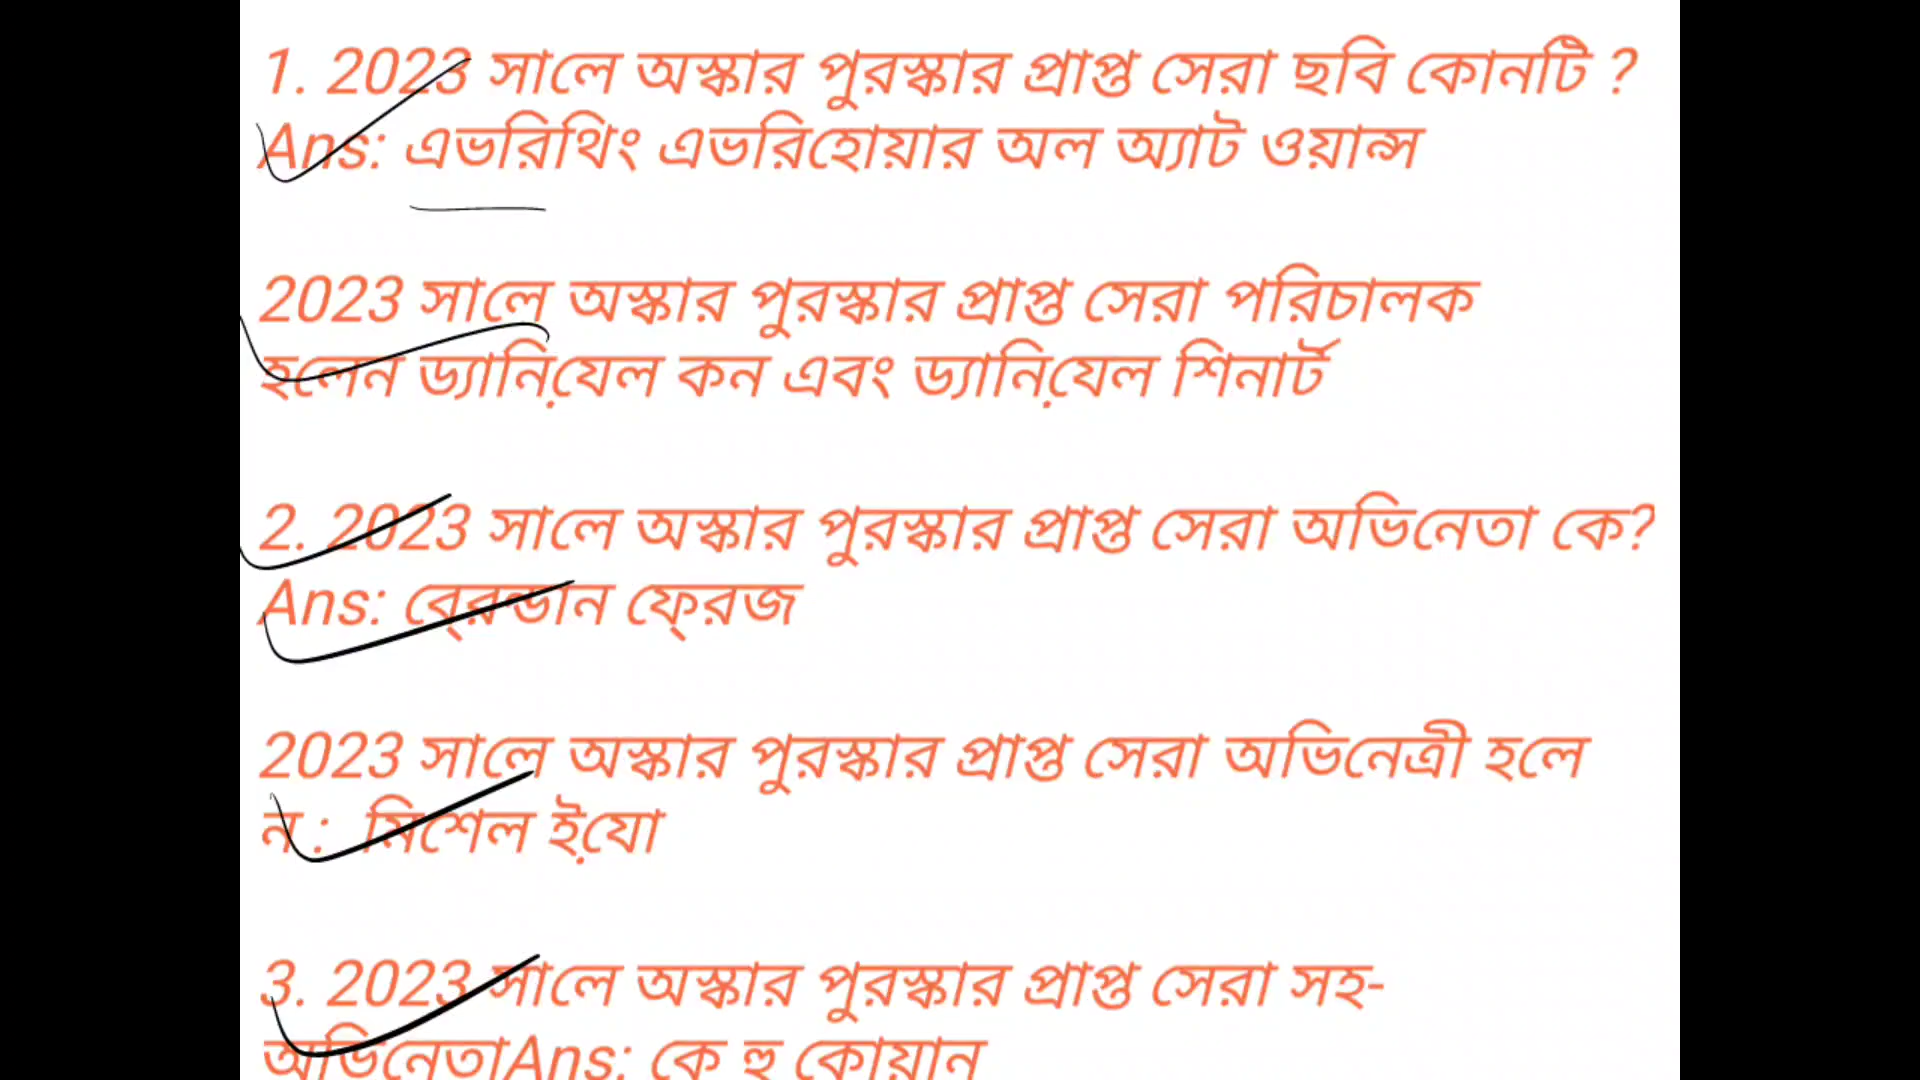 1. 2023 সালে অস্কার পুরস্কার প্রাপ্ত সেরা ছবি কোনটি ?
Ans: এভরিথিং এভরিহোয়ার অল অ্যাট ওয়ান্স
2023 সালে অস্কার পুরস্কার প্রাপ্ত সেরা পরিচালক
হলেন ড্যানিয়েল কন এবং ড্যানিয়েল শিনার্ট
2. 2023 সালে অস্কার পুরস্কার প্রাপ্ত সেরা অভিনেতা কে?
Ans: ব্রেন্ডান ফ্রেজ
2023 সালে অস্কার পুরস্কার প্রাপ্ত সেরা অভিনেত্রী হলে
ন : মিশেল ইয়ো
3. 2023 সালে অস্কার পুরস্কার প্রাপ্ত সেরা সহ-
অভিনেতাAns: কে হু কোয়ান